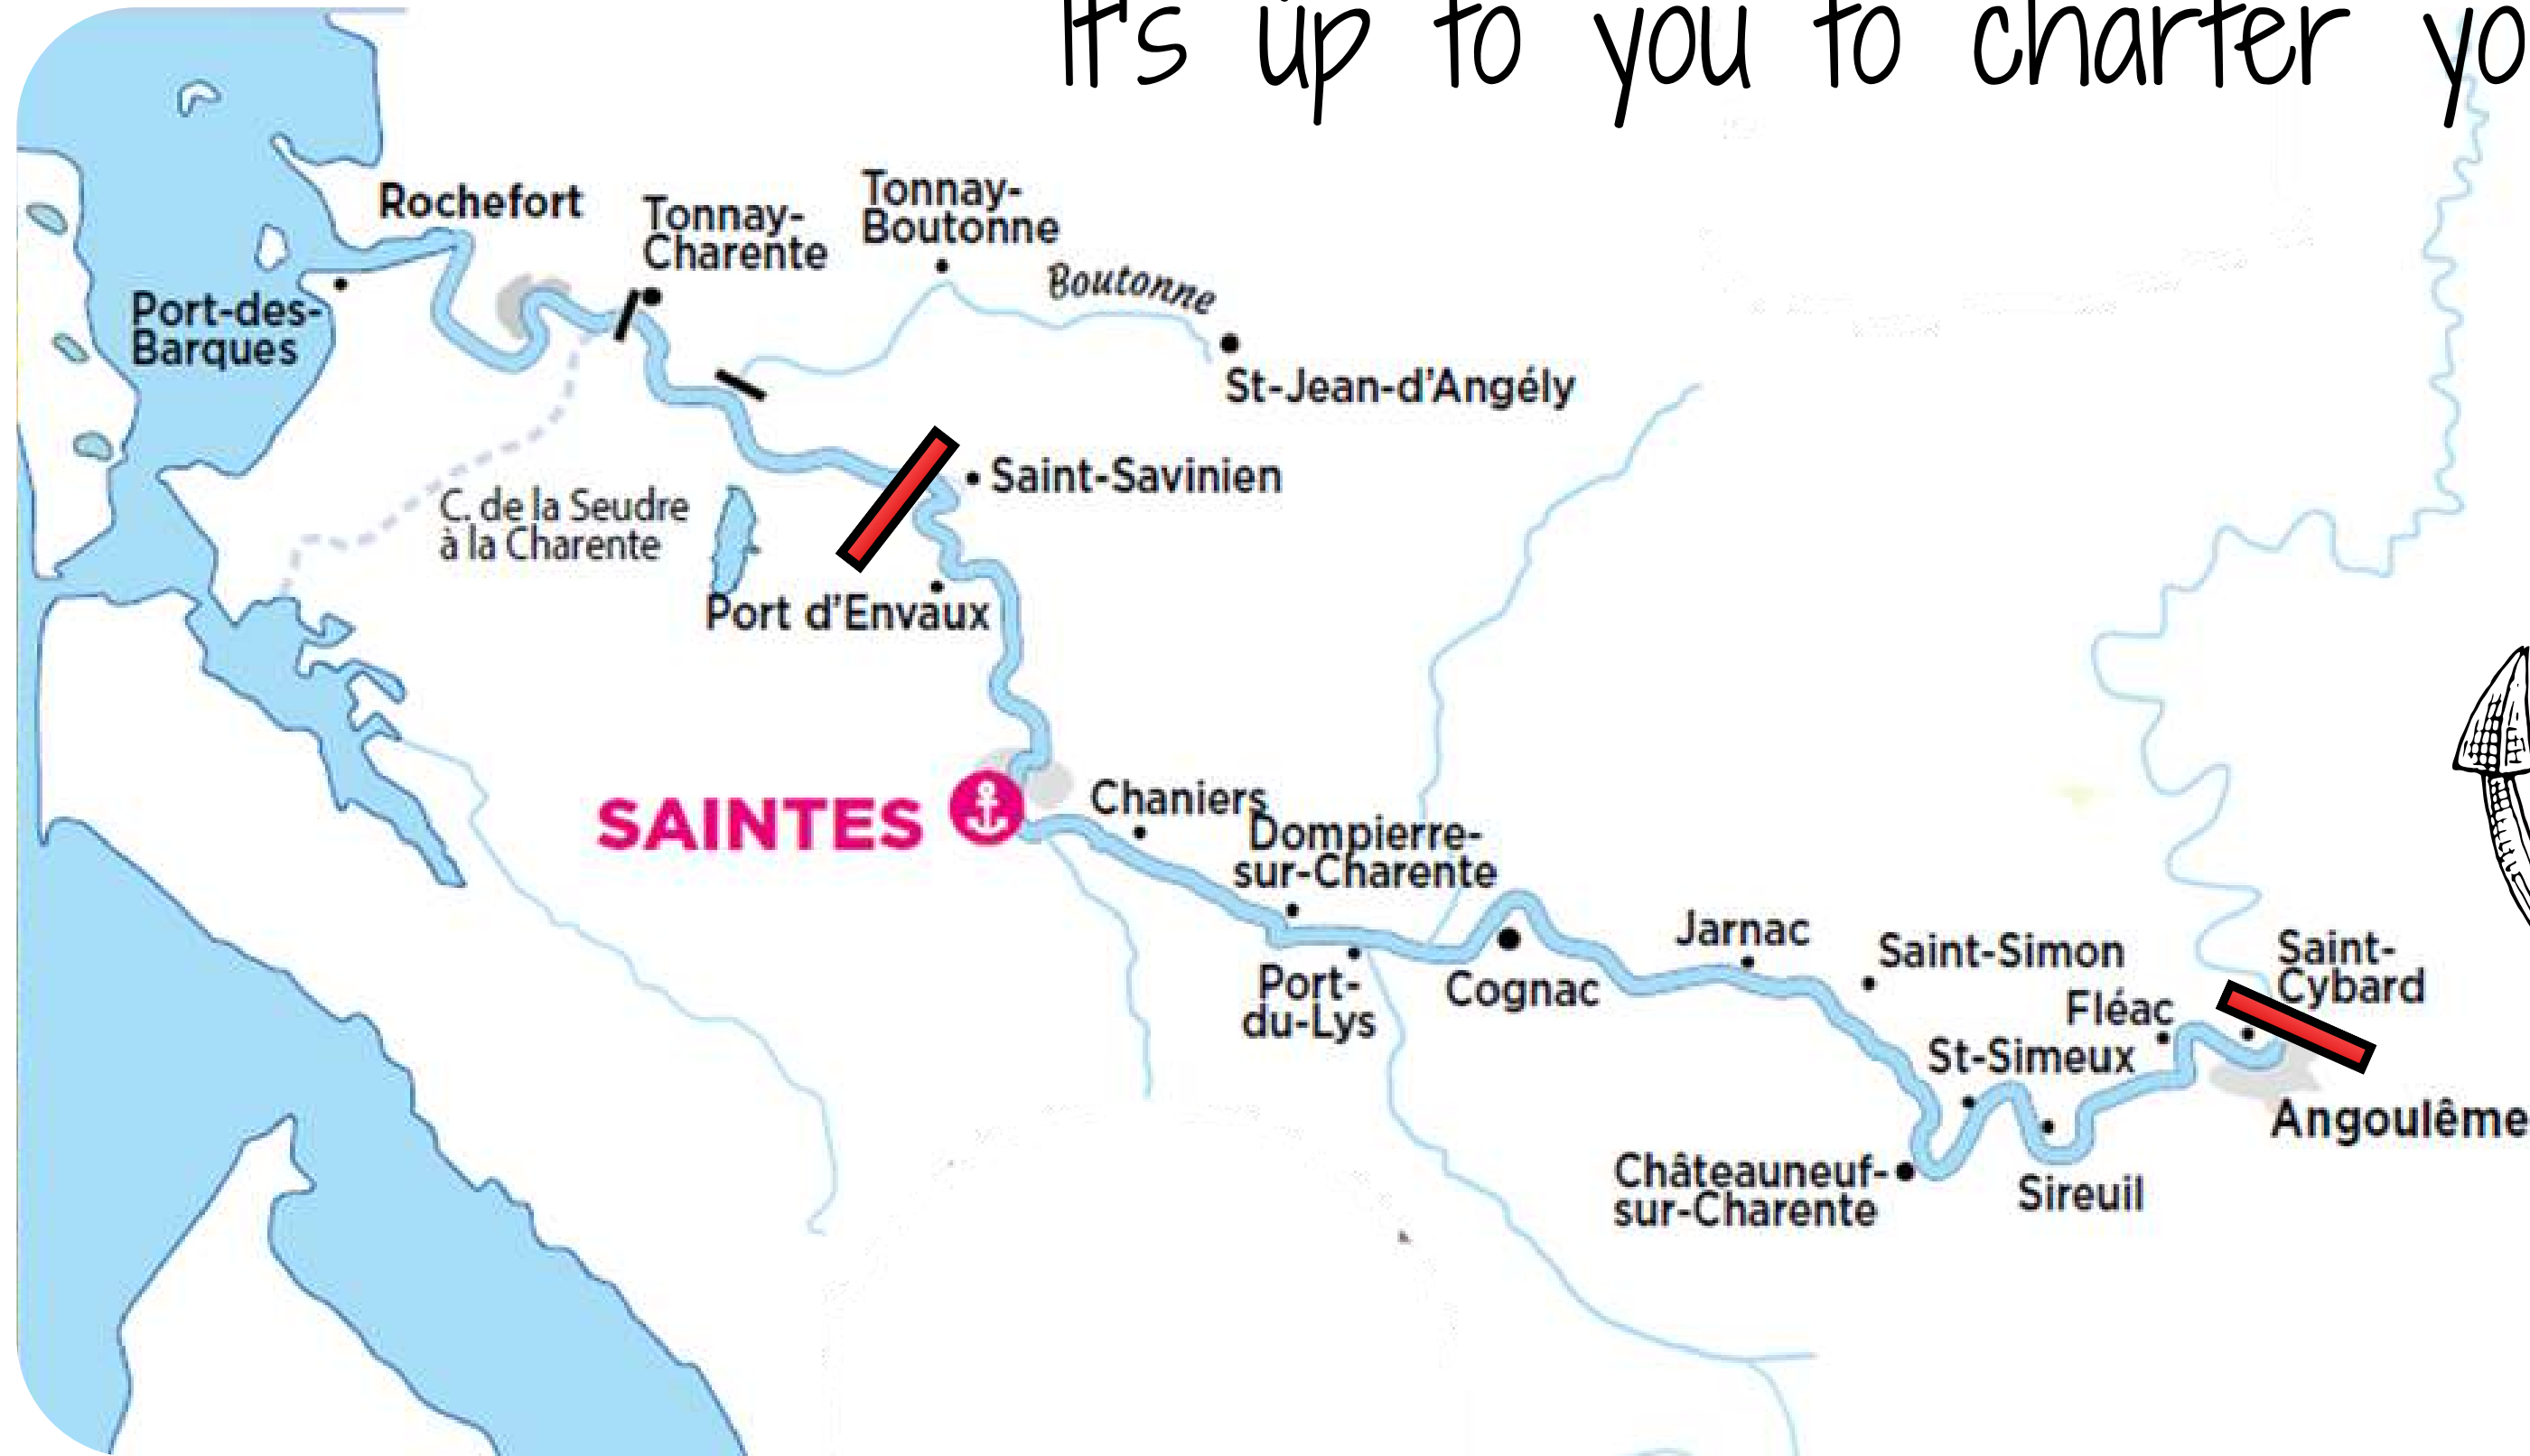 It's up to you to charter yo
Rochefort
Tonnay-
Charente
Tonnay-
Boutonne
Boutonne
Port-des-
Barques
St-Jean-d'Angély
Saint-Savinien
C. de la Seudre
à la Charente
Port d'Envaux
SAINTES
Chaniers
Dompierre-
sur-Charente
Port-
du-Lys
Cognac
Jarnac
Saint-Simon
Saint-
Cybard
Fléac
St-Simeux
Angoulême
Châteauneuf-
sur-Charente
Sireuil